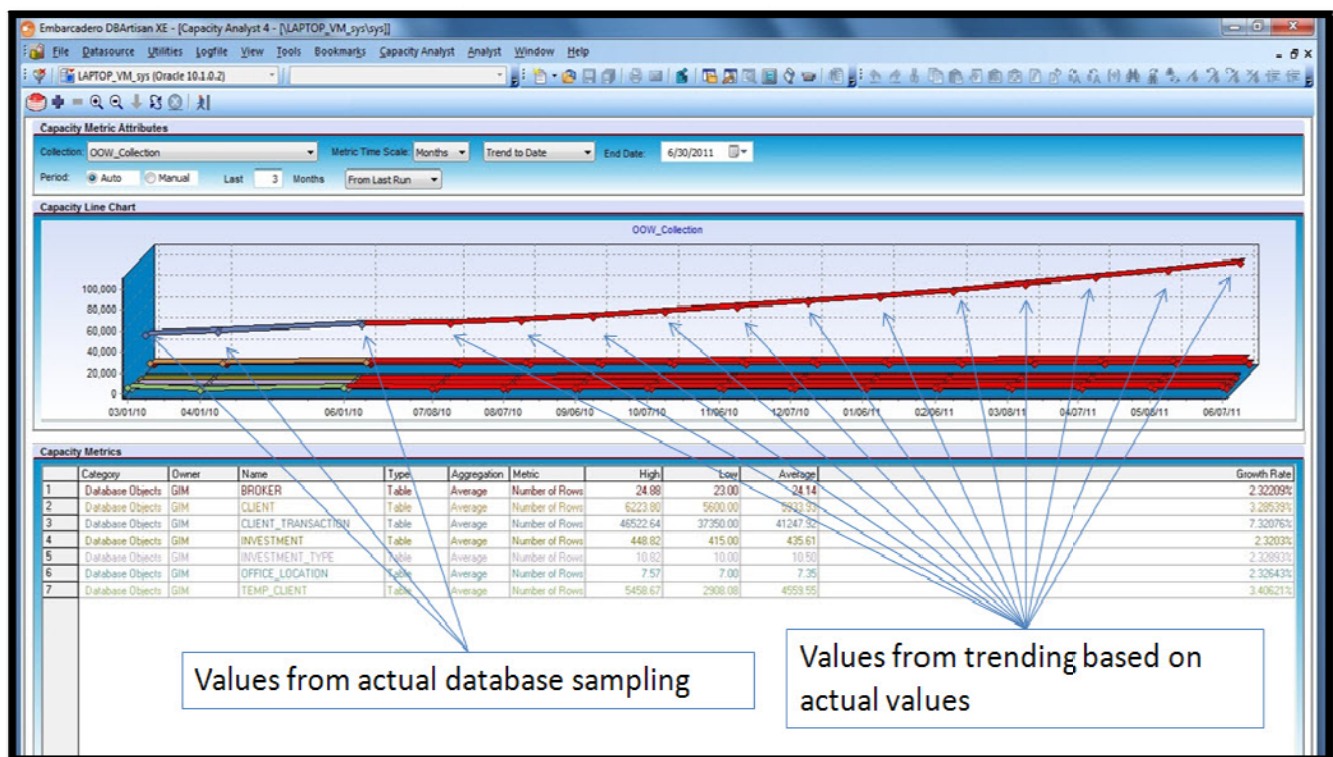 Embarcadero DBArtisan XE - [Capacity Analyst 4 - [\LAPTOP_VM_sys\sys]]
File Datasource Utilities Logfile View Tools Bookmarks Capacity Analyst Analyst Window Help
LAPTOP_VM_sys (Oracle 10.1.0.2)
Capacity Metric Attributes
Collection: OOW_Collection Metric Time Scale: Months Trend to Date End Date: 6/30/2011
Period: Auto Manual Last 3 Months From Last Run
Capacity Line Chart
OOW_Collection
100,000
80,000
60,000
40,000
20,000
0
03/01/10 04/01/10 06/01/10 07/08/10 08/07/10 09/06/10 10/07/10 11/06/10 12/07/10 01/06/11 02/06/11 03/08/11 04/07/11 05/08/11 06/07/11
Capacity Metrics
Category Owner Name Type Aggregation Metric High Low Average Growth Rate
1 Database Objects GIM BROKER Table Average Number of Rows 24.88 23.00 24.14 2.32209%
2 Database Objects GIM CLIENT Table Average Number of Rows 6223.80 5600.00 5933.93 3.28539%
3 Database Objects GIM CLIENT_TRANSACTION Table Average Number of Rows 46522.64 37350.00 41247.92 7.32076%
4 Database Objects GIM INVESTMENT Table Average Number of Rows 448.82 415.00 435.61 2.3203%
5 Database Objects GIM INVESTMENT_TYPE Table Average Number of Rows 10.82 10.00 10.50 2.32893%
6 Database Objects GIM OFFICE_LOCATION Table Average Number of Rows 7.57 7.00 7.35 2.32643%
7 Database Objects GIM TEMP_CLIENT Table Average Number of Rows 5458.67 2908.08 4559.55 3.40621%
Values from actual database sampling
Values from trending based on
actual values